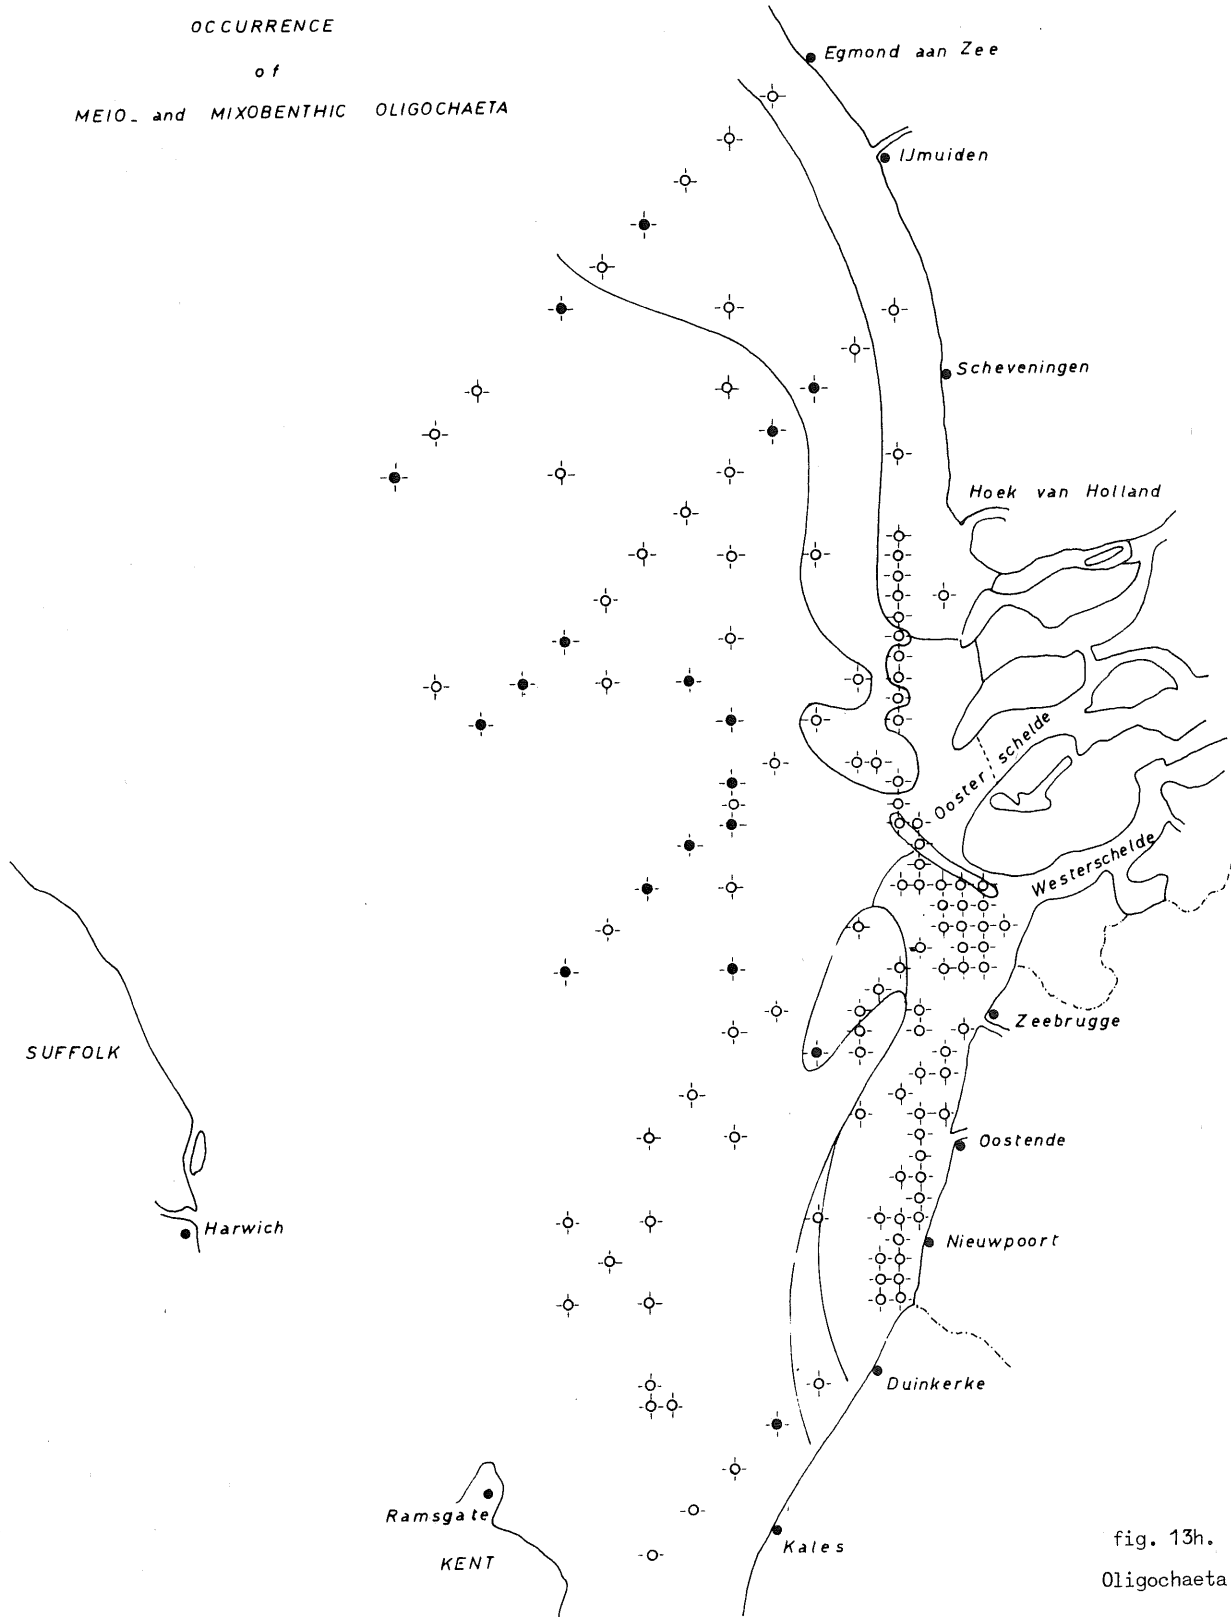 OCCURRENCE
of
MEIO- and MIXOBENTHIC OLIGOCHAETA
Egmond aan Zee
IJmuiden
Scheveningen
Hoek van Holland
Ooster schelde
Westerschelde
Zeebrugge
SUFFOLK
Oostende
Harwich
Nieuwpoort
Duinkerke
Ramsgate
Kales
KENT
fig. 13h.
Oligochaeta